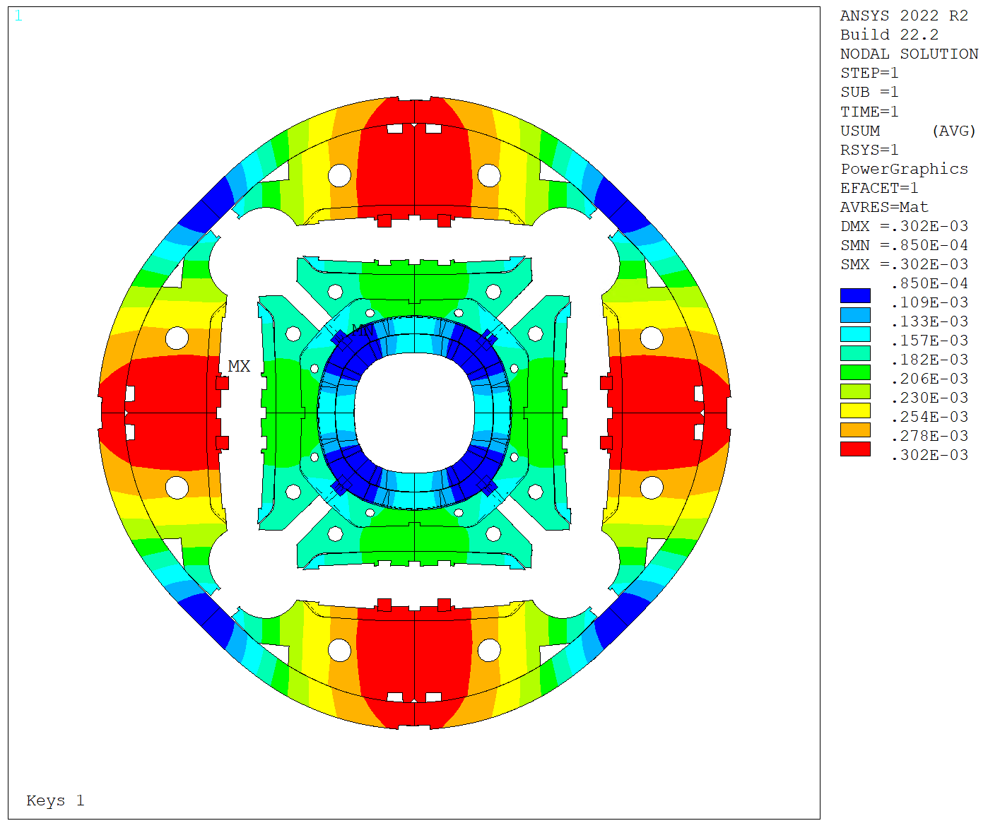 1
ANSYS 2022 R2
Build 22.2
NODAL SOLUTION
STEP=1
SUB =1
TIME=1
USUM (AVG)
RSYS=1
PowerGraphics
EFACET=1
AVRES=Mat
DMX =.302E-03
SMN =.850E-04
SMX =.302E-03
.850E-04
.109E-03
.133E-03
.157E-03
.182E-03
.206E-03
.230E-03
.254E-03
.278E-03
.302E-03
MN
MX
Keys 1